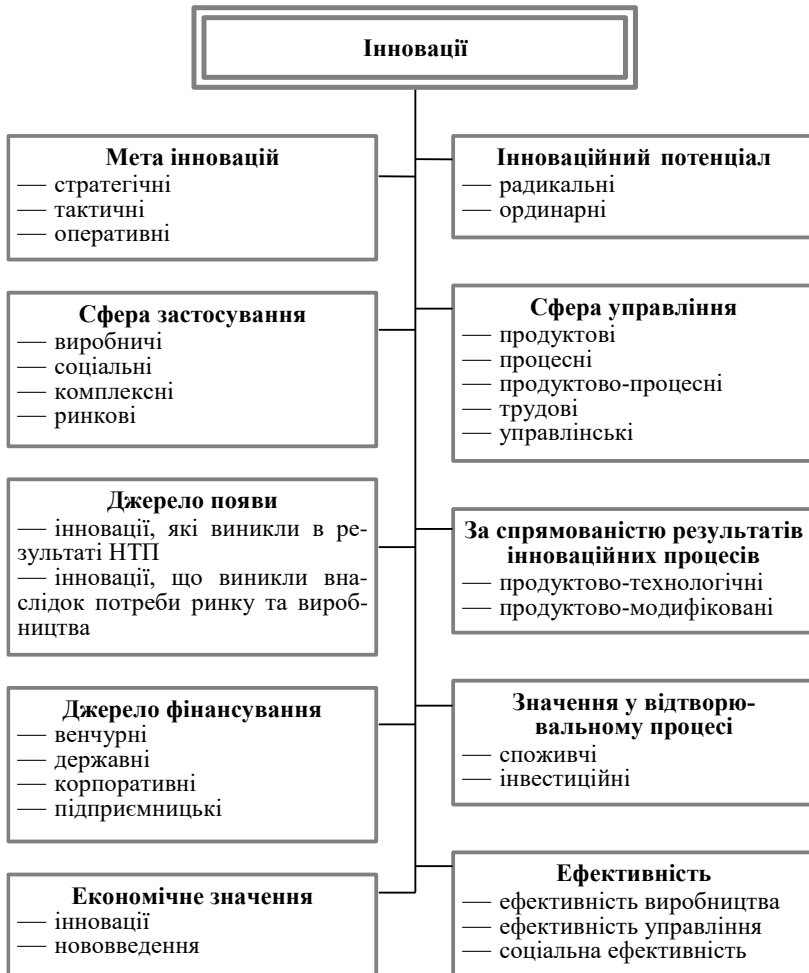 Інновації
Мета інновацій
— стратегічні
— тактичні
— оперативні
Інноваційний потенціал
— радикальні
— ординарні
Сфера застосування
— виробничі
— соціальні
— комплексні
— ринкові
Сфера управління
— продуктові
— процесні
— продуктово-процесні
— трудові
— управлінські
Джерело появи
— інновації, які виникли в ре-
зультаті НТП
— інновації, що виникли вна-
слідок потреби ринку та вироб-
ництва
За спрямованістю результатів
інноваційних процесів
— продуктово-технологічні
— продуктово-модифіковані
Джерело фінансування
— венчурні
— державні
— корпоративні
— підприємницькі
Значення у відтворю-
вальному процесі
— споживчі
— інвестиційні
Економічне значення
— інновації
— нововведення
Ефективність
— ефективність виробництва
— ефективність управління
— соціальна ефективність